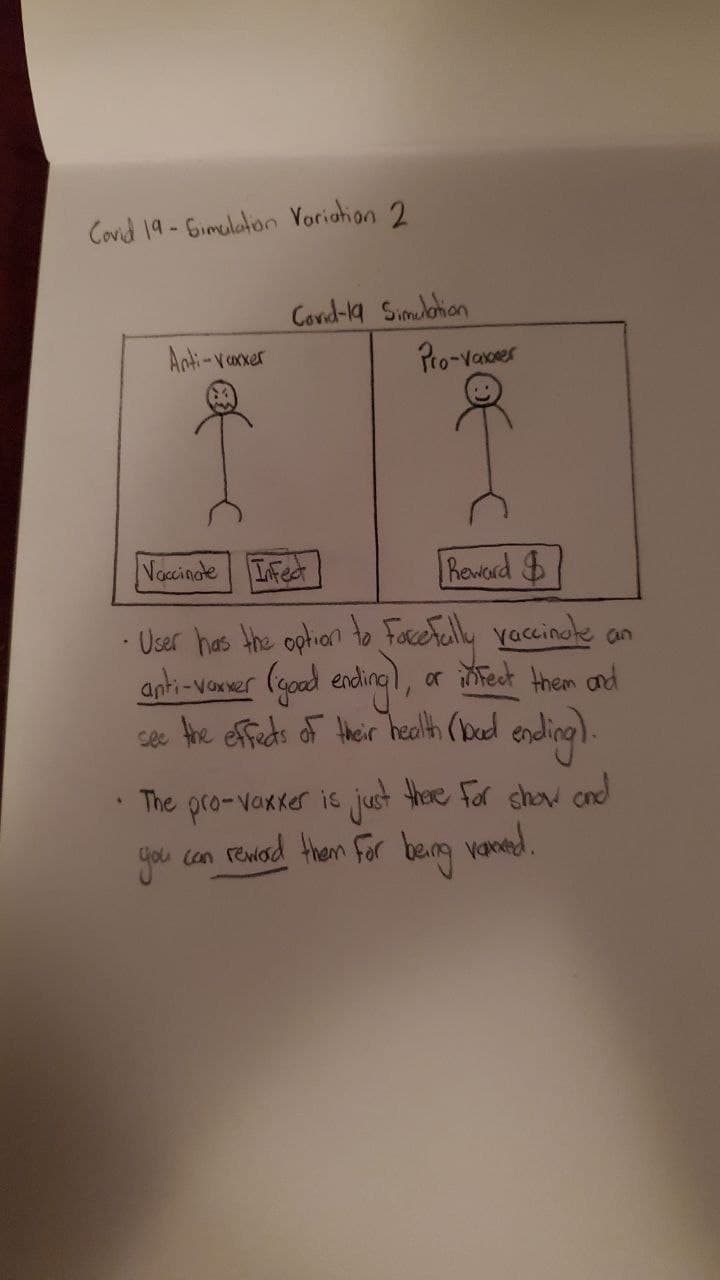 Covid 19 - Simulation Variation 2
Covid-19 Simulation
Anti-vaxxer
Pro-vaxxer
Vaccinate
Infect
Reward $
• User has the option to Forcefully vaccinate an
anti-vaxxer (good ending), or infect them and
see the effects of their health (bad ending).
• The pro-vaxxer is just there for show and
you can reward them for being vaxxed.